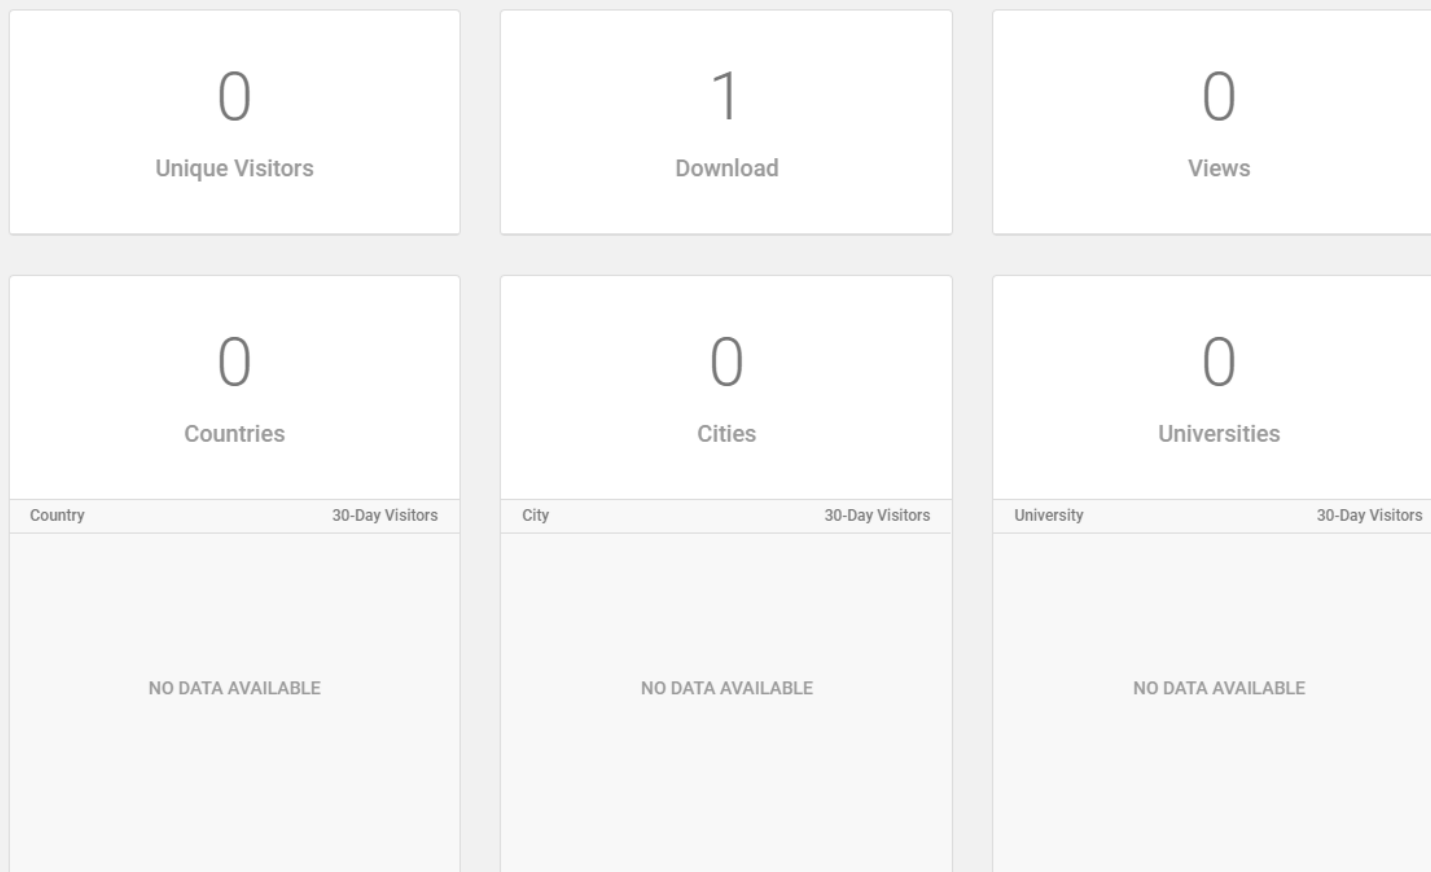 0
Unique Visitors
1
Download
0
Views
0
Countries
0
Cities
0
Universities
Country 30-Day Visitors
City 30-Day Visitors
University 30-Day Visitors
NO DATA AVAILABLE
NO DATA AVAILABLE
NO DATA AVAILABLE